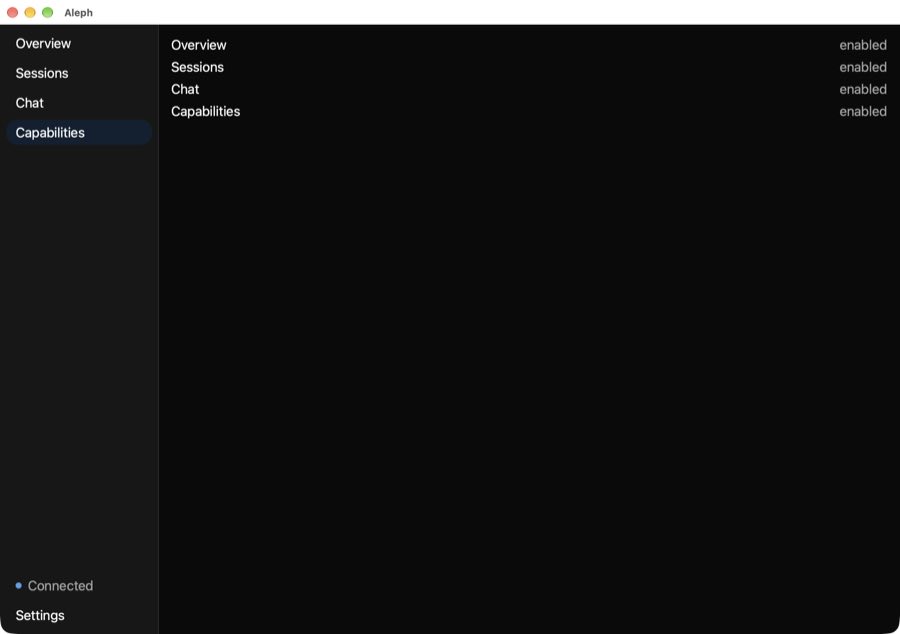 Aleph
Overview
Sessions
Chat
Capabilities
Connected
Settings
Overview enabled
Sessions enabled
Chat enabled
Capabilities enabled